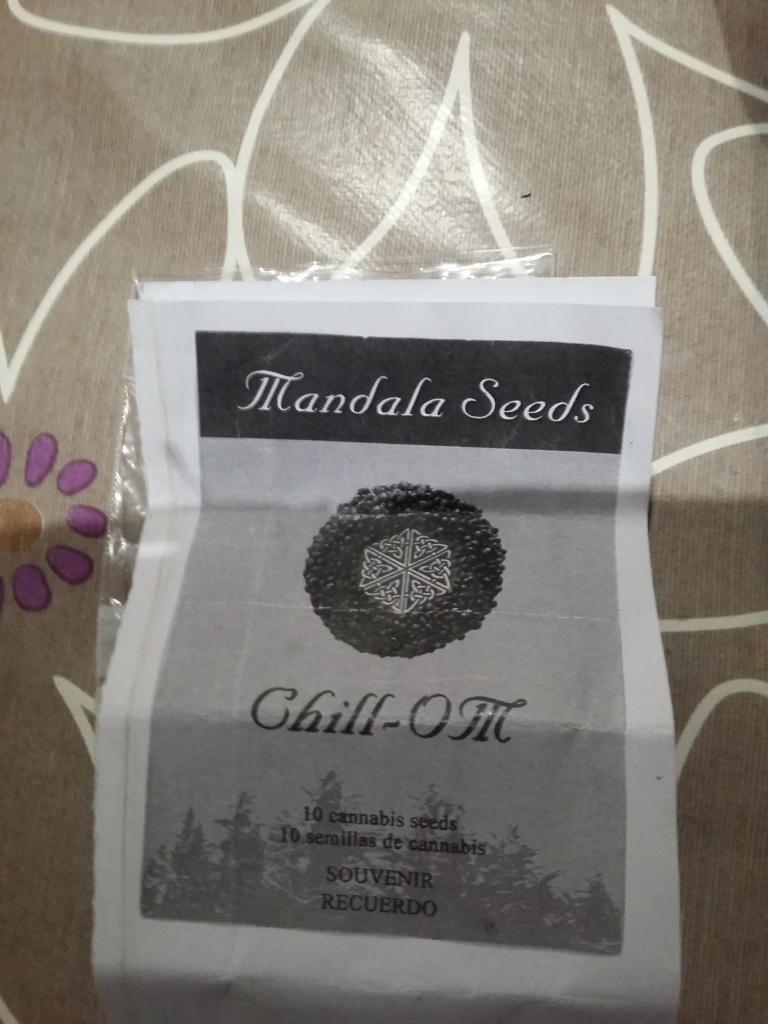 Mandala Seeds
Chill-OM
10 cannabis seeds
10 semillas de cannabis
SOUVENIR
RECUERDO